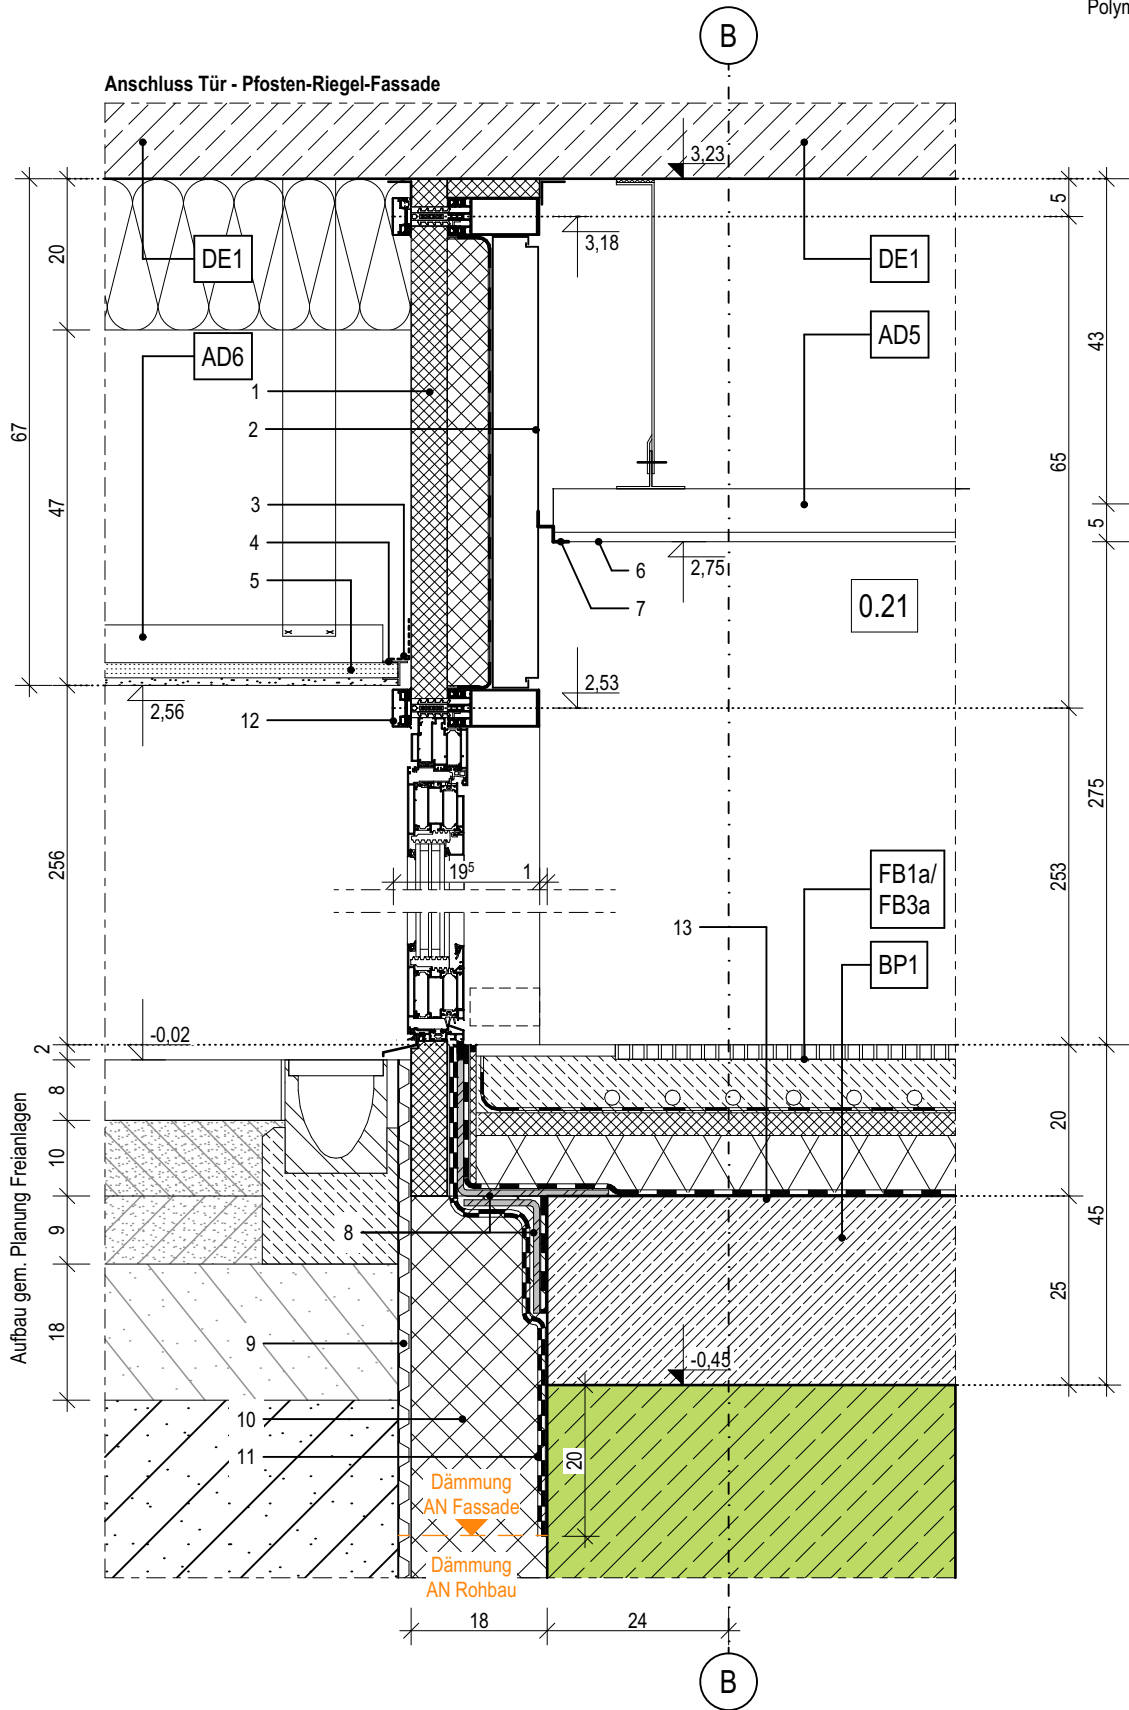 Polyn
B
Anschluss Tür - Pfosten-Riegel-Fassade
3,23
5
3,18
20
DE1
DE1
AD6
AD5
43
1
2
67
65
47
3
4
5
5
6
2,75
7
0.21
2,53
2,56
12
275
256
19⁵
1
253
FB1a/
FB3a
13
BP1
-0,02
2
8
10
9
18
Aufbau gem. Planung Freianlagen
20
8
45
25
9
-0,45
10
11
20
Dämmung
AN Fassade
Dämmung
AN Rohbau
18
24
B